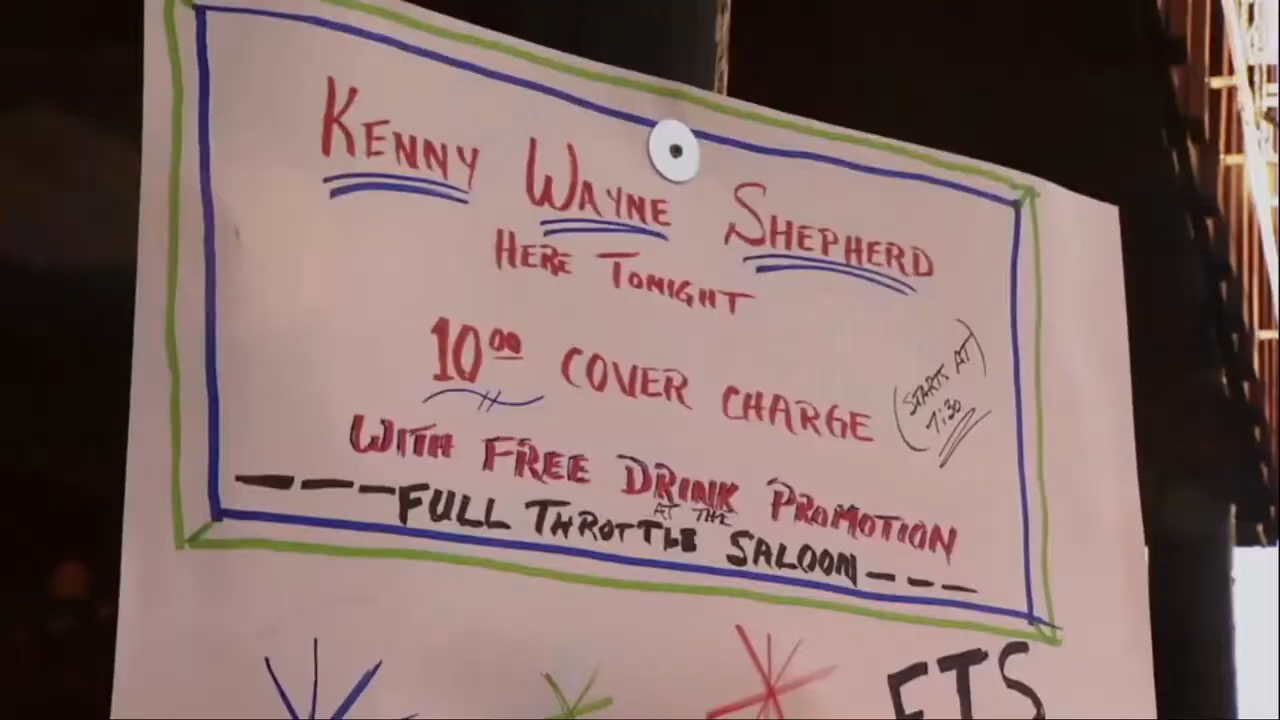 KENNY WAYNE SHEPHERD
HERE TONIGHT
10⁰⁰ COVER CHARGE
(STARTS AT
7:30)
WITH FREE DRINK PROMOTION
AT THE
---FULL THROTTLE SALOON---
FTS